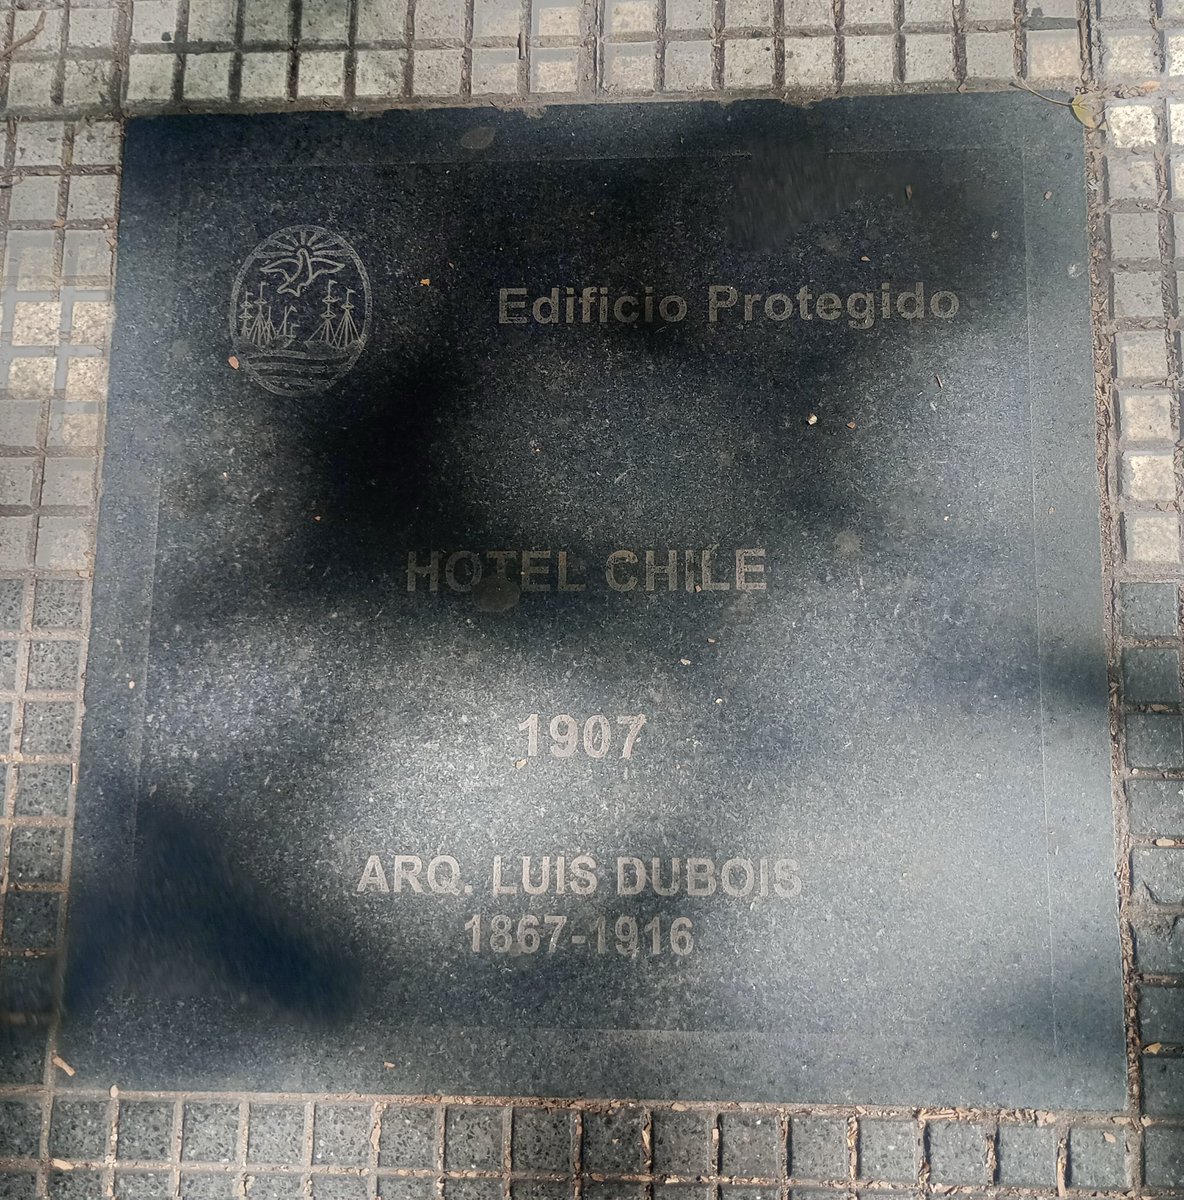 Edificio Protegido
HOTEL CHILE
1907
ARQ. LUIS DUBOIS
1867-1916